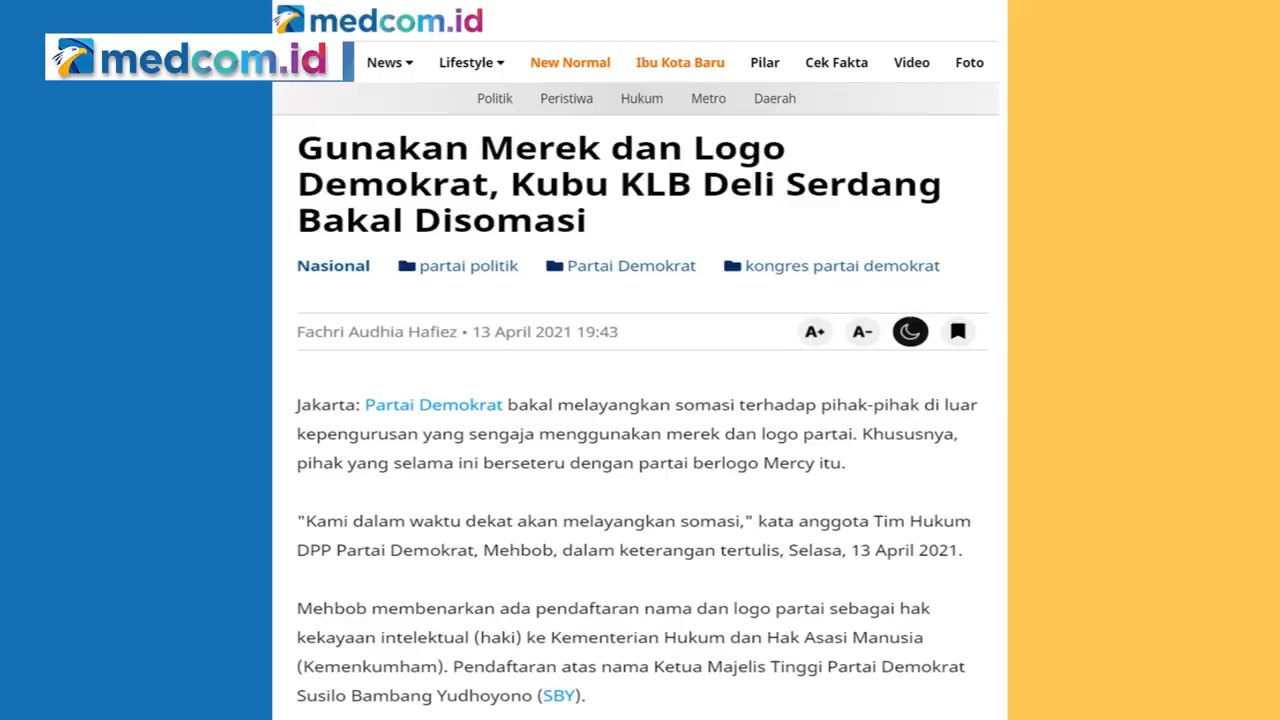 medcom.id
medcom.id
News Lifestyle New Normal Ibu Kota Baru Pilar Cek Fakta Video Foto
Politik Peristiwa Hukum Metro Daerah
Gunakan Merek dan Logo
Demokrat, Kubu KLB Deli Serdang
Bakal Disomasi
Nasional partai politik Partai Demokrat kongres partai demokrat
Fachri Audhia Hafiez • 13 April 2021 19:43 A+ A-
Jakarta: Partai Demokrat bakal melayangkan somasi terhadap pihak-pihak di luar
kepengurusan yang sengaja menggunakan merek dan logo partai. Khususnya,
pihak yang selama ini berseteru dengan partai berlogo Mercy itu.
"Kami dalam waktu dekat akan melayangkan somasi," kata anggota Tim Hukum
DPP Partai Demokrat, Mehbob, dalam keterangan tertulis, Selasa, 13 April 2021.
Mehbob membenarkan ada pendaftaran nama dan logo partai sebagai hak
kekayaan intelektual (haki) ke Kementerian Hukum dan Hak Asasi Manusia
(Kemenkumham). Pendaftaran atas nama Ketua Majelis Tinggi Partai Demokrat
Susilo Bambang Yudhoyono (SBY).